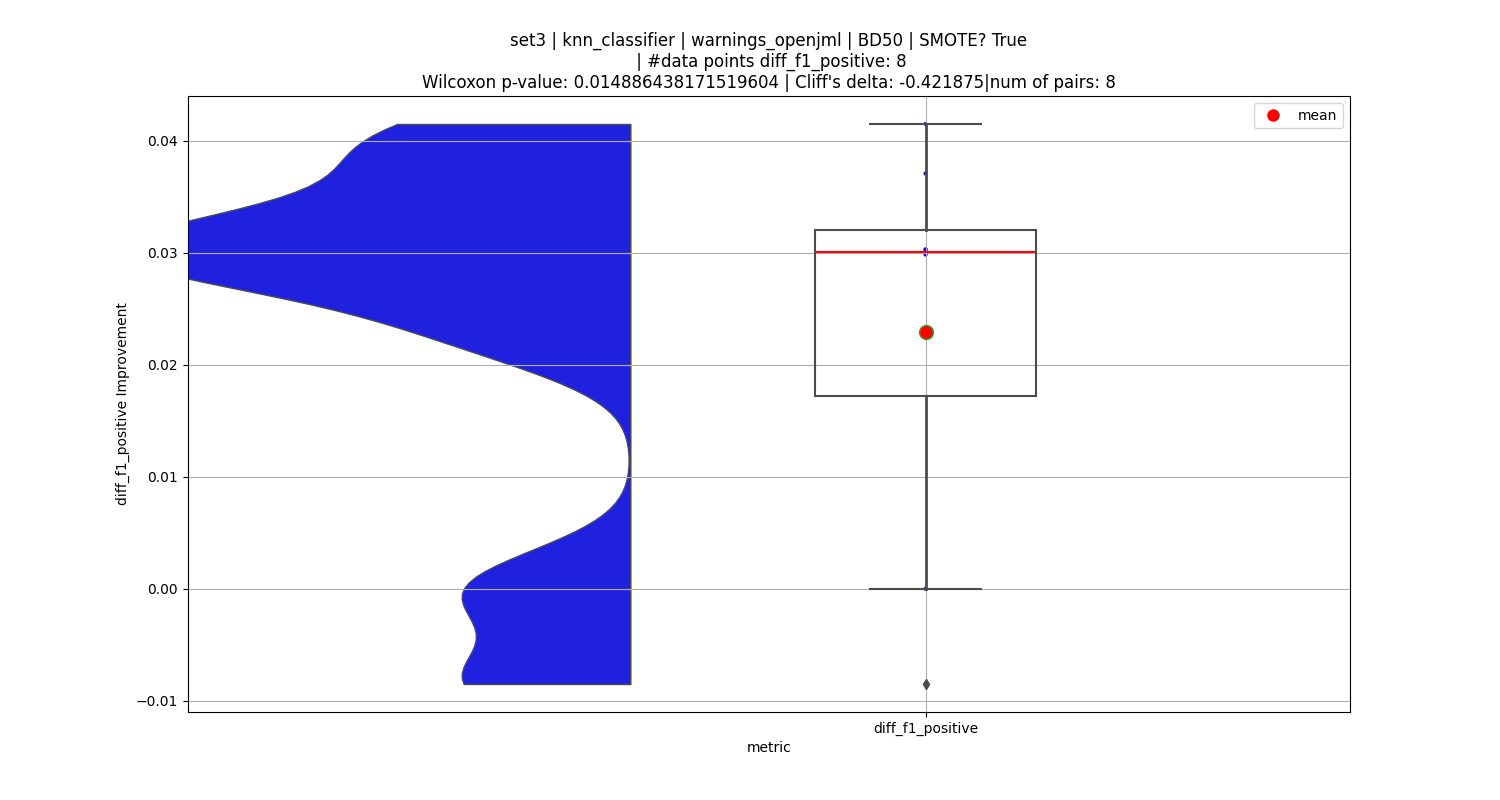 set3 | knn_classifier | warnings_openjml | BD50 | SMOTE? True
| #data points diff_f1_positive: 8
Wilcoxon p-value: 0.014886438171519604 | Cliff's delta: -0.421875|num of pairs: 8
mean
0.04
0.03
0.02
0.01
0.00
−0.01
diff_f1_positive Improvement
diff_f1_positive
metric